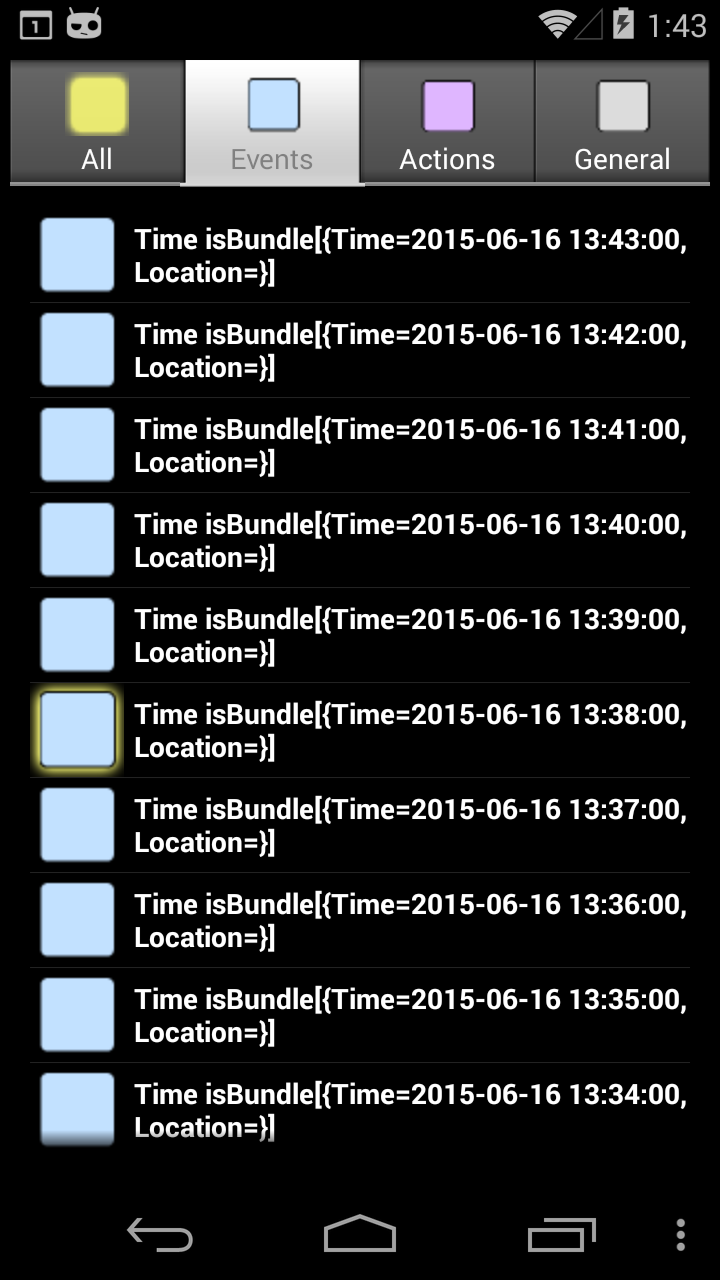 1
1:43
All
Events
Actions
General
Time isBundle[{Time=2015-06-16 13:43:00,
Location=}]
Time isBundle[{Time=2015-06-16 13:42:00,
Location=}]
Time isBundle[{Time=2015-06-16 13:41:00,
Location=}]
Time isBundle[{Time=2015-06-16 13:40:00,
Location=}]
Time isBundle[{Time=2015-06-16 13:39:00,
Location=}]
Time isBundle[{Time=2015-06-16 13:38:00,
Location=}]
Time isBundle[{Time=2015-06-16 13:37:00,
Location=}]
Time isBundle[{Time=2015-06-16 13:36:00,
Location=}]
Time isBundle[{Time=2015-06-16 13:35:00,
Location=}]
Time isBundle[{Time=2015-06-16 13:34:00,
Location=}]